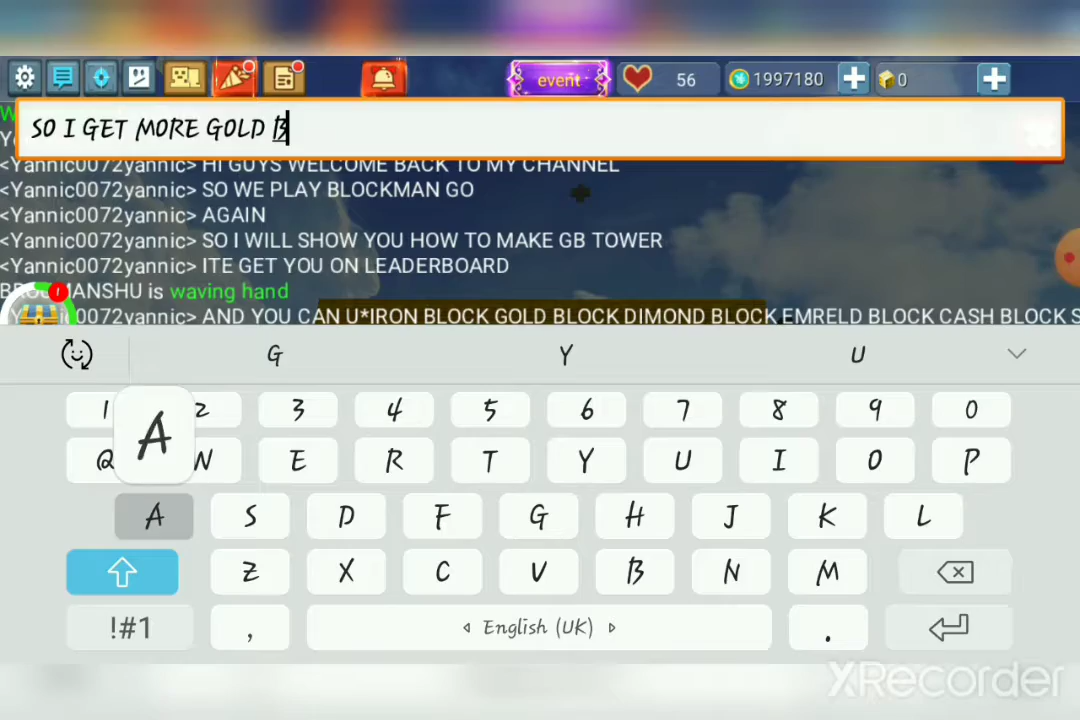 event
56
1997180
0
SO I GET MORE GOLD B
<Yannic0072yannic> HI GUYS WELCOME BACK TO MY CHANNEL
<Yannic0072yannic> SO WE PLAY BLOCKMAN GO
<Yannic0072yannic> AGAIN
<Yannic0072yannic> SO I WILL SHOW YOU HOW TO MAKE GB TOWER
<Yannic0072yannic> ITE GET YOU ON LEADERBOARD
is waving hand
AND YOU CAN U*IRON BLOCK GOLD BLOCK DIMOND BLOCK EMRELD BLOCK CASH BLOCK S
G Y U
1 2 3 4 5 6 7 8 9 0
A
Q W E R T Y U I O P
A S D F G H J K L
Z X C V B N M
!#1 , English (UK) .
XRecorder